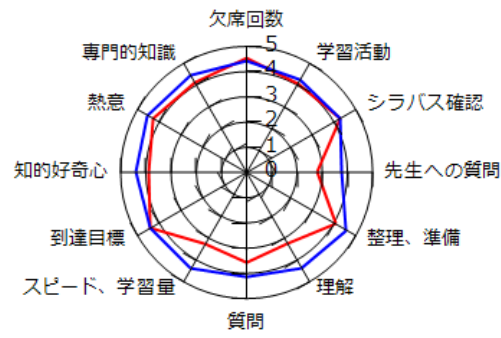 欠席回数
専門的知識
5
学習活動
4
熱意
3
シラバス確認
2
1
知的好奇心
0
先生への質問
到達目標
整理、準備
スピード、学習量
理解
質問